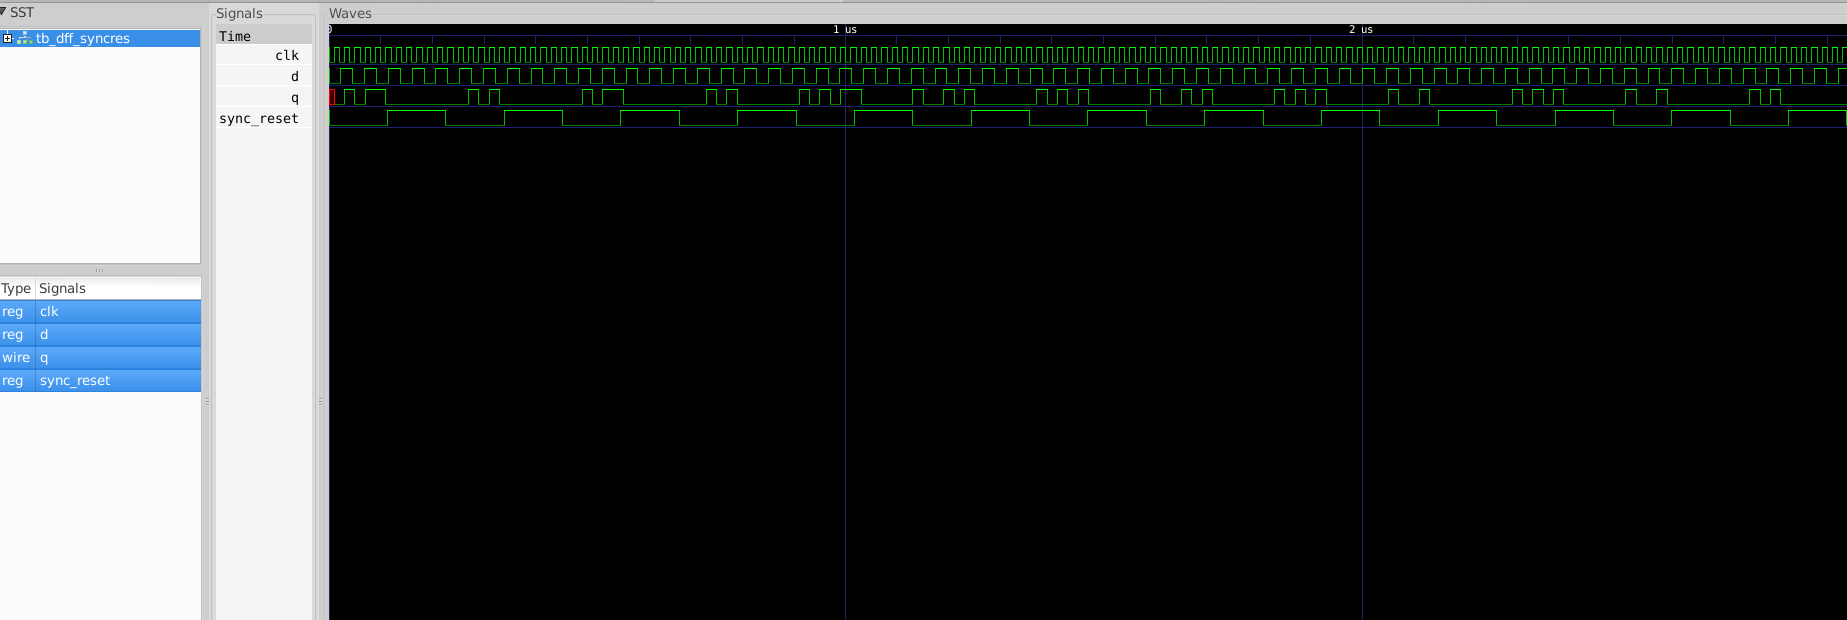 SST
tb_dff_syncres
Type Signals
reg clk
reg d
wire q
reg sync_reset
Signals
Time
clk
d
q
sync_reset
Waves
0 1 us 2 us